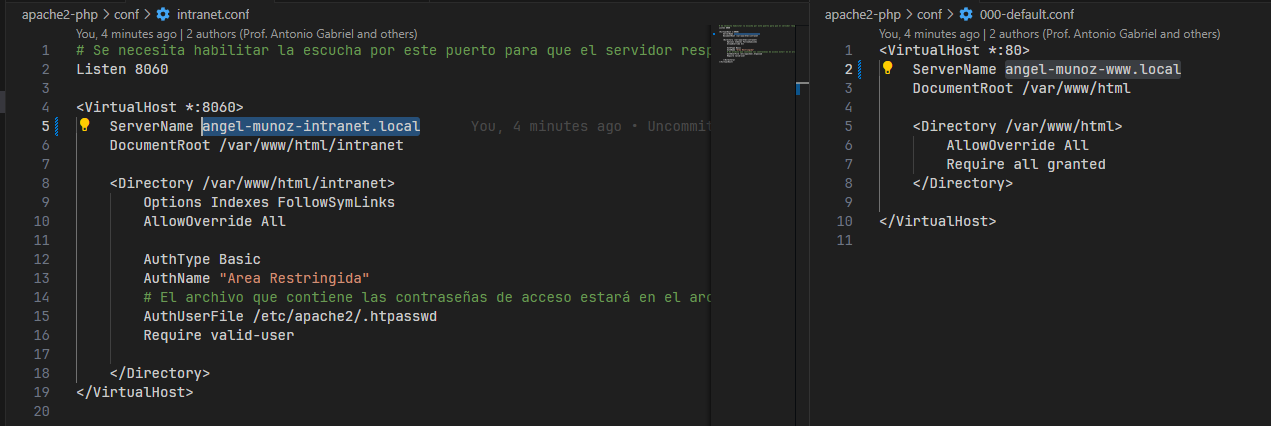 apache2-php > conf > intranet.conf
You, 4 minutes ago | 2 authors (Prof. Antonio Gabriel and others)
1 # Se necesita habilitar la escucha por este puerto para que el servidor resp
2 Listen 8060
3
4 <VirtualHost *:8060>
5 ServerName angel-munoz-intranet.local You, 4 minutes ago • Uncommit
6 DocumentRoot /var/www/html/intranet
7
8 <Directory /var/www/html/intranet>
9 Options Indexes FollowSymLinks
10 AllowOverride All
11
12 AuthType Basic
13 AuthName "Area Restringida"
14 # El archivo que contiene las contraseñas de acceso estará en el arc
15 AuthUserFile /etc/apache2/.htpasswd
16 Require valid-user
17
18 </Directory>
19 </VirtualHost>
20
apache2-php > conf > 000-default.conf
You, 4 minutes ago | 2 authors (Prof. Antonio Gabriel and others)
1 <VirtualHost *:80>
2 ServerName angel-munoz-www.local
3 DocumentRoot /var/www/html
4
5 <Directory /var/www/html>
6 AllowOverride All
7 Require all granted
8 </Directory>
9
10 </VirtualHost>
11